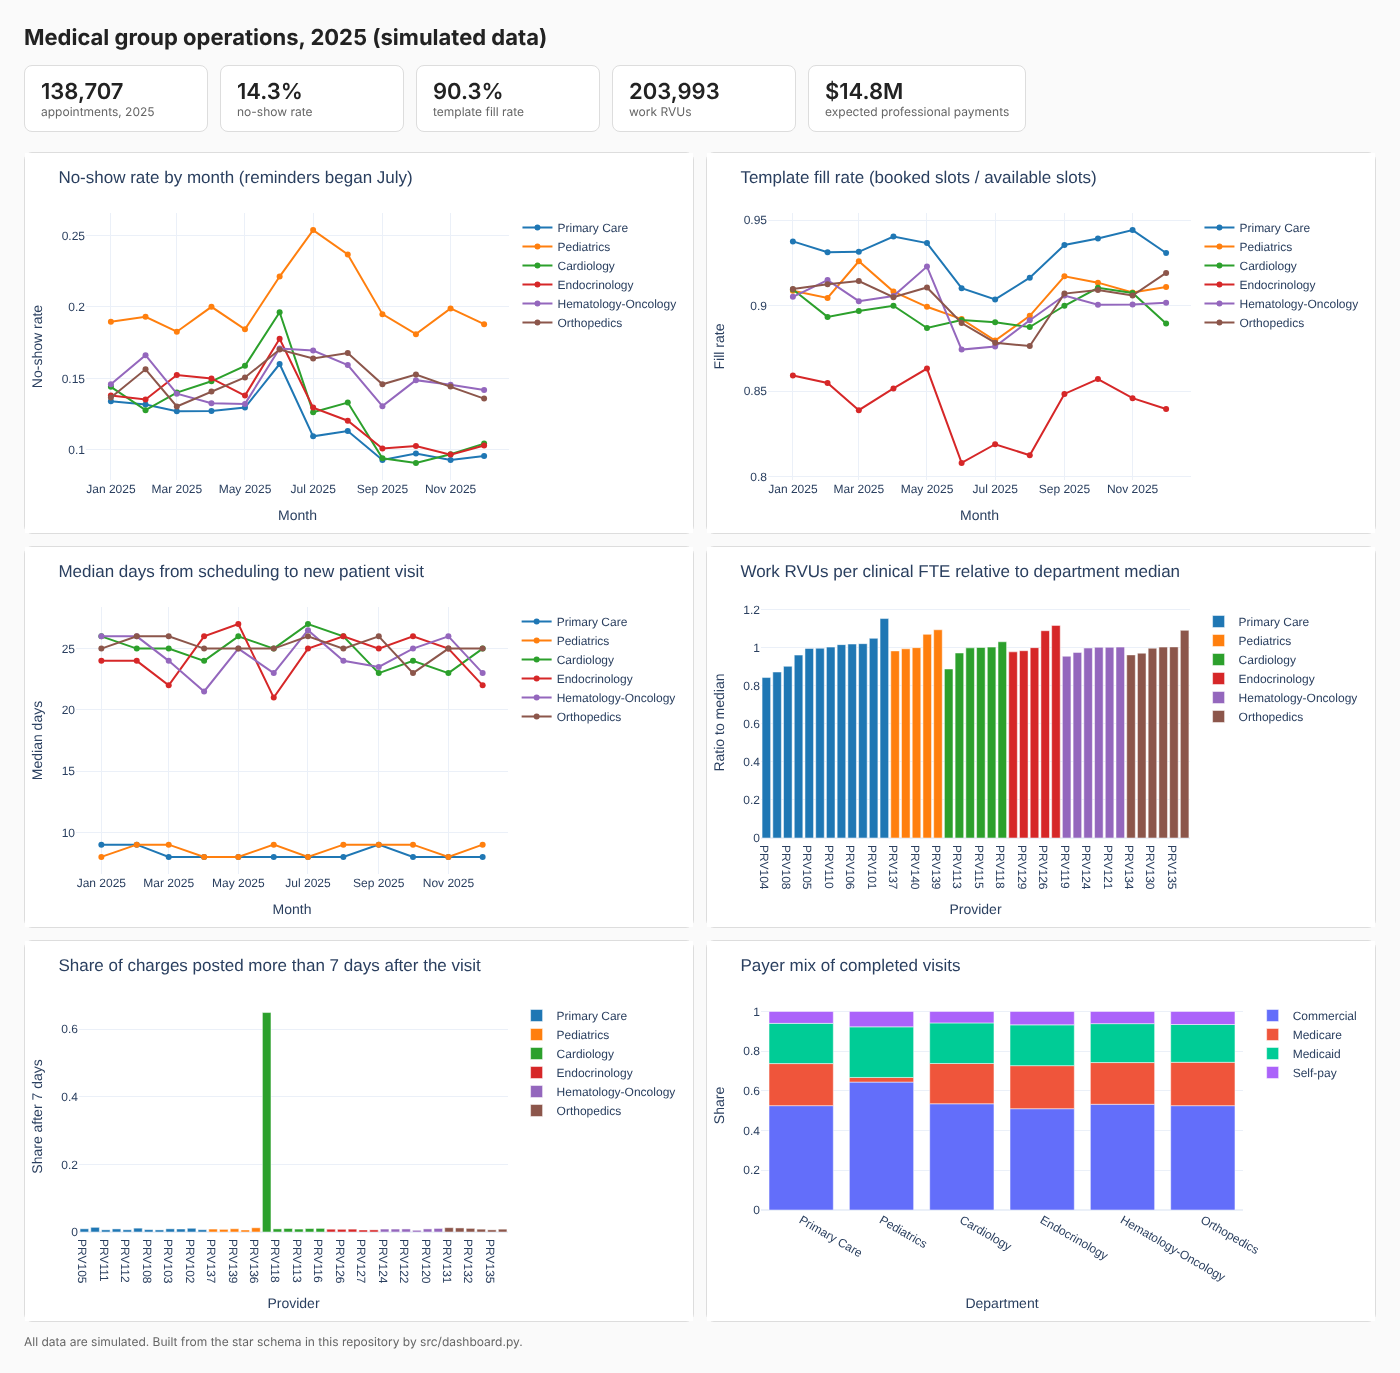 Medical group operations, 2025 (simulated data)
138,707
appointments, 2025
14.3%
no-show rate
90.3%
template fill rate
203,993
work RVUs
$14.8M
expected professional payments
No-show rate by month (reminders began July)
No-show rate
0.25
0.2
0.15
0.1
Jan 2025 Mar 2025 May 2025 Jul 2025 Sep 2025 Nov 2025
Month
Primary Care
Pediatrics
Cardiology
Endocrinology
Hematology-Oncology
Orthopedics
Template fill rate (booked slots / available slots)
Fill rate
0.95
0.9
0.85
0.8
Jan 2025 Mar 2025 May 2025 Jul 2025 Sep 2025 Nov 2025
Month
Primary Care
Pediatrics
Cardiology
Endocrinology
Hematology-Oncology
Orthopedics
Median days from scheduling to new patient visit
Median days
25
20
15
10
Jan 2025 Mar 2025 May 2025 Jul 2025 Sep 2025 Nov 2025
Month
Primary Care
Pediatrics
Cardiology
Endocrinology
Hematology-Oncology
Orthopedics
Work RVUs per clinical FTE relative to department median
Ratio to median
1.2
1
0.8
0.6
0.4
0.2
0
PRV104 PRV108 PRV105 PRV110 PRV106 PRV101 PRV137 PRV140 PRV139 PRV113 PRV115 PRV118 PRV129 PRV126 PRV119 PRV124 PRV121 PRV134 PRV130 PRV135
Provider
Primary Care
Pediatrics
Cardiology
Endocrinology
Hematology-Oncology
Orthopedics
Share of charges posted more than 7 days after the visit
Share after 7 days
0.6
0.4
0.2
0
PRV105 PRV111 PRV112 PRV108 PRV103 PRV102 PRV137 PRV139 PRV136 PRV118 PRV113 PRV116 PRV126 PRV127 PRV124 PRV122 PRV120 PRV131 PRV132 PRV135
Provider
Primary Care
Pediatrics
Cardiology
Endocrinology
Hematology-Oncology
Orthopedics
Payer mix of completed visits
Share
1
0.8
0.6
0.4
0.2
0
Primary Care Pediatrics Cardiology Endocrinology Hematology-Oncology Orthopedics
Department
Commercial
Medicare
Medicaid
Self-pay
All data are simulated. Built from the star schema in this repository by src/dashboard.py.